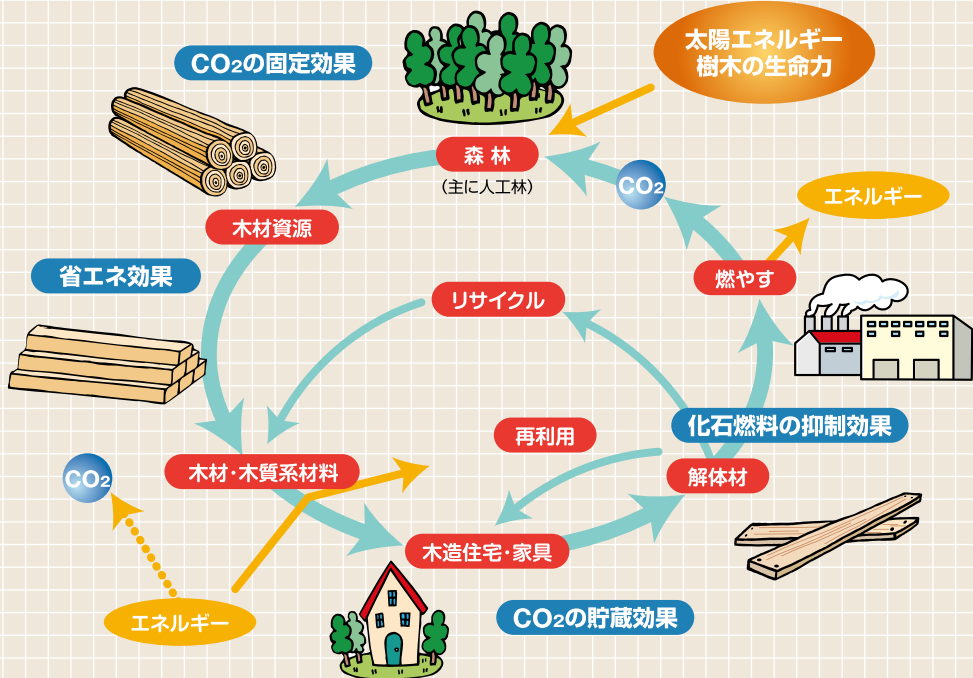 太陽エネルギー
樹木の生命力
CO2の固定効果
森林
（主に人工林）
CO2
エネルギー
木材資源
省エネ効果
燃やす
リサイクル
化石燃料の抑制効果
再利用
木材・木質系材料
解体材
CO2
木造住宅・家具
エネルギー
CO2の貯蔵効果